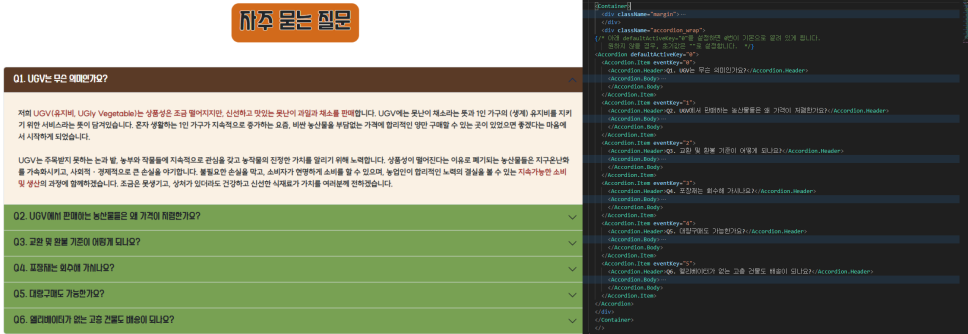 자주 묻는 질문
Q1. UGV는 무슨 의미인가요?
저희 UGV(유지비, UGly Vegetable)는 상품성은 조금 떨어지지만, 신선하고 맛있는 못난이 과일과 채소를 판매합니다. UGV에는 못난이 채소라는 뜻과 1인 가구의 (생계) 유지비를 지키
기 위한 서비스라는 뜻이 담겨있습니다. 혼자 생활하는 1인 가구가 지속적으로 증가하는 요즘, 비싼 농산물을 부담없는 가격에 합리적인 양만 구매할 수 있는 곳이 있었으면 좋겠다는 마음에
서 시작하게 되었습니다.
UGV는 주목받지 못하는 논과 밭, 농부와 작물들에 지속적으로 관심을 갖고 농작물의 진정한 가치를 알리기 위해 노력합니다. 상품성이 떨어진다는 이유로 폐기되는 농산물들은 지구온난화
를 가속화시키고, 사회적 · 경제적으로 큰 손실을 야기합니다. 불필요한 손실을 막고, 소비자가 현명하게 소비를 할 수 있으며, 농업인이 합리적인 노력의 결실을 볼 수 있는 지속가능한 소비
및 생산의 과정에 함께하겠습니다. 조금은 못생기고, 상처가 있더라도 건강하고 신선한 식재료가 가치를 여러분께 전하겠습니다.
Q2. UGV에서 판매하는 농산물들은 왜 가격이 저렴한가요?
Q3. 교환 및 환불 기준이 어떻게 되나요?
Q4. 포장재는 회수해 가시나요?
Q5. 대량구매도 가능한가요?
Q6. 엘리베이터가 없는 고층 건물도 배송이 되나요?
<Container>
<div className="margin">
</div>
<div className="accordion_wrap">
{/* 아래 defaultActiveKey="0"를 설정하면 0번이 기본으로 열려 있게 됩니다.
원하지 않을 경우, 초기값은 ""로 설정합니다. */}
<Accordion defaultActiveKey="0">
<Accordion.Item eventKey="0">
<Accordion.Header>Q1. UGV는 무슨 의미인가요?</Accordion.Header>
<Accordion.Body>
</Accordion.Body>
</Accordion.Item>
<Accordion.Item eventKey="1">
<Accordion.Header>Q2. UGV에서 판매하는 농산물들은 왜 가격이 저렴한가요?</Accordion.Header>
<Accordion.Body>
</Accordion.Body>
</Accordion.Item>
<Accordion.Item eventKey="2">
<Accordion.Header>Q3. 교환 및 환불 기준이 어떻게 되나요?</Accordion.Header>
<Accordion.Body>
</Accordion.Body>
</Accordion.Item>
<Accordion.Item eventKey="3">
<Accordion.Header>Q4. 포장재는 회수해 가시나요?</Accordion.Header>
<Accordion.Body>
</Accordion.Body>
</Accordion.Item>
<Accordion.Item eventKey="4">
<Accordion.Header>Q5. 대량구매도 가능한가요?</Accordion.Header>
<Accordion.Body>
</Accordion.Body>
</Accordion.Item>
<Accordion.Item eventKey="5">
<Accordion.Header>Q6. 엘리베이터가 없는 고층 건물도 배송이 되나요?</Accordion.Header>
<Accordion.Body>
</Accordion.Body>
</Accordion.Item>
</Accordion>
</div>
</Container>
</>